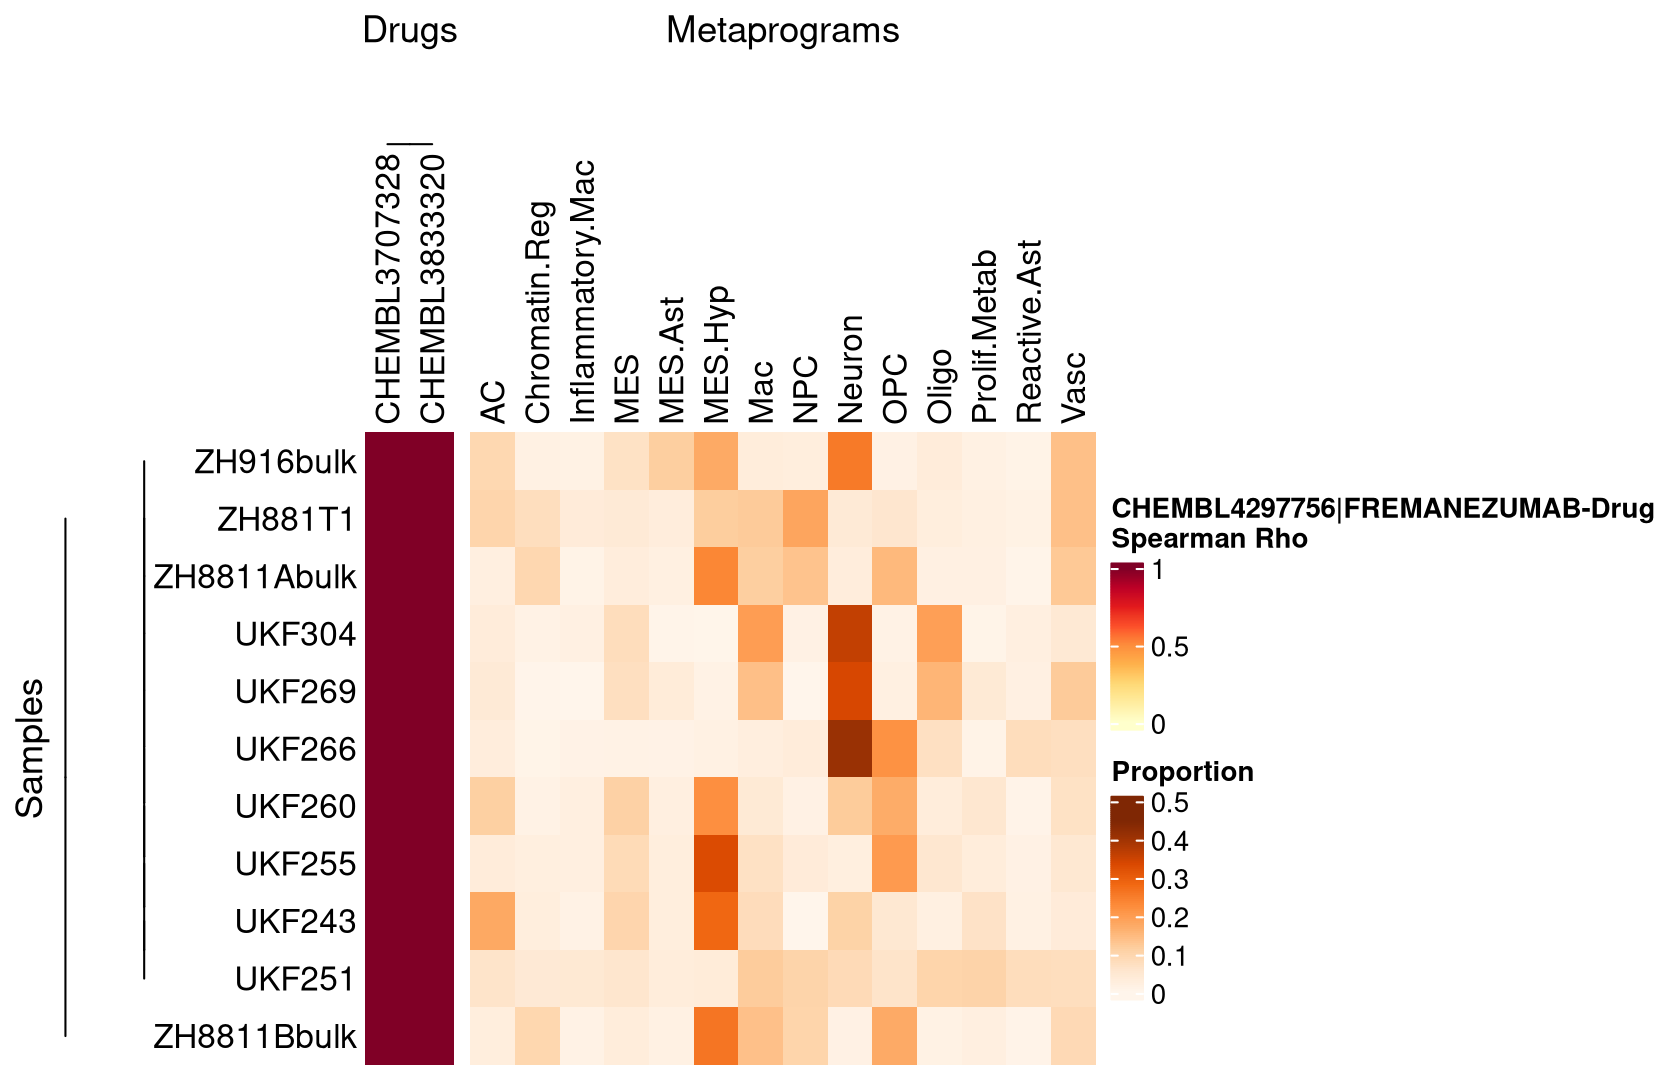 Drugs
Metaprograms
CHEMBL3707328
CHEMBL3833320
AC
Chromatin.Reg
Inflammatory.Mac
MES
MES.Ast
MES.Hyp
Mac
NPC
Neuron
OPC
Oligo
Prolif.Metab
Reactive.Ast
Vasc
Samples
ZH916bulk
ZH881T1
ZH8811Abulk
UKF304
UKF269
UKF266
UKF260
UKF255
UKF243
UKF251
ZH8811Bbulk
CHEMBL4297756|FREMANEZUMAB-Drug
Spearman Rho
1
0.5
0
Proportion
0.5
0.4
0.3
0.2
0.1
0